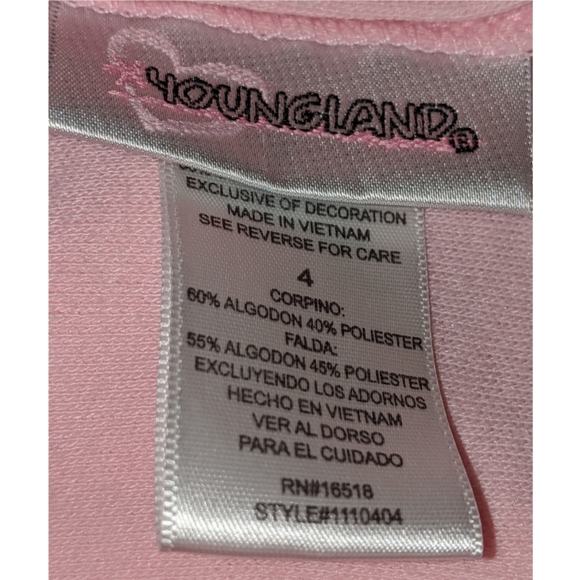 YOUNGLAND®
EXCLUSIVE OF DECORATION
MADE IN VIETNAM
SEE REVERSE FOR CARE
4
CORPINO:
60% ALGODON 40% POLIESTER
FALDA:
55% ALGODON 45% POLIESTER
EXCLUYENDO LOS ADORNOS
HECHO EN VIETNAM
VER AL DORSO
PARA EL CUIDADO
RN#16518
STYLE#1110404